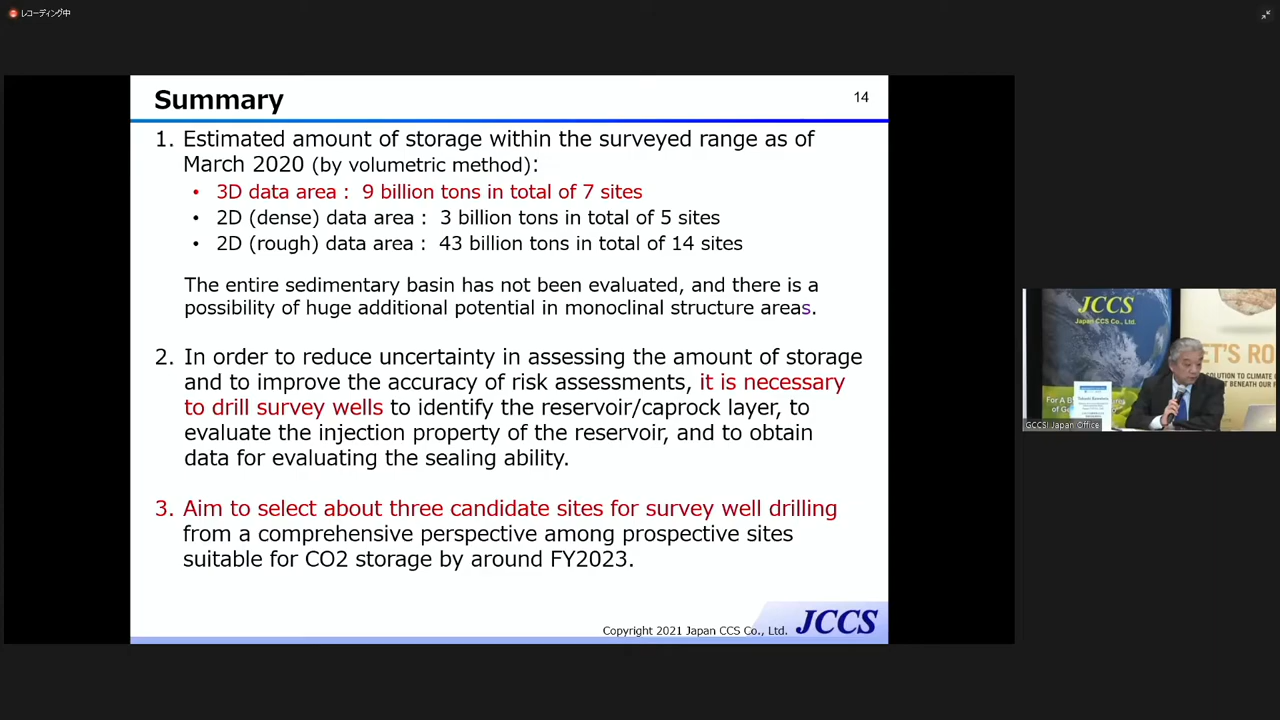 レコーディング中
Summary
14
1. Estimated amount of storage within the surveyed range as of
March 2020 (by volumetric method):
• 3D data area : 9 billion tons in total of 7 sites
• 2D (dense) data area : 3 billion tons in total of 5 sites
• 2D (rough) data area : 43 billion tons in total of 14 sites
The entire sedimentary basin has not been evaluated, and there is a
possibility of huge additional potential in monoclinal structure areas.
2. In order to reduce uncertainty in assessing the amount of storage
and to improve the accuracy of risk assessments, it is necessary
to drill survey wells to identify the reservoir/caprock layer, to
evaluate the injection property of the reservoir, and to obtain
data for evaluating the sealing ability.
3. Aim to select about three candidate sites for survey well drilling
from a comprehensive perspective among prospective sites
suitable for CO2 storage by around FY2023.
Copyright 2021 Japan CCS Co., Ltd.
JCCS
JCCS
Japan CCS Co., Ltd.
ET'S RO
SOLUTION TO CLIMATE
BENEATH OUR
For A B
GCCSI Japan Office